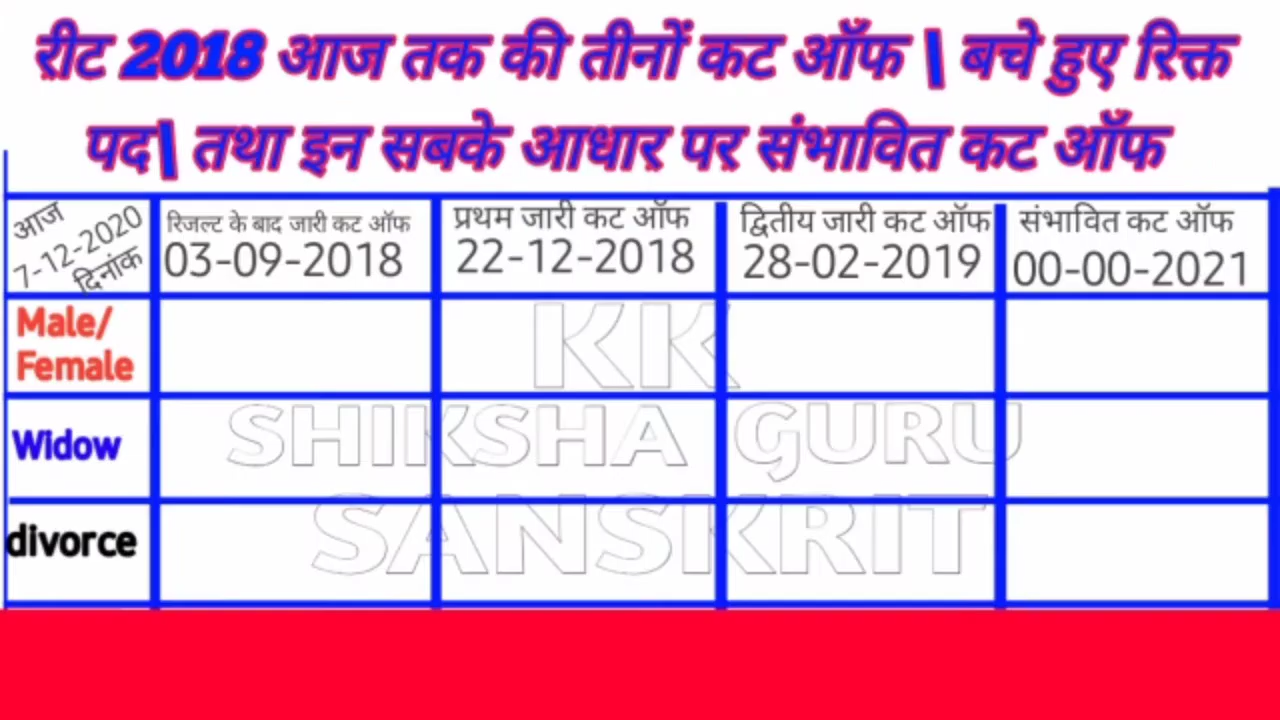 रीट 2018 आज तक की तीनों कट ऑफ | बचे हुए रिक्त
पद| तथा इन सबके आधार पर संभावित कट ऑफ
आज
7-12-2020
दिनांक
रिजल्ट के बाद जारी कट ऑफ
03-09-2018
प्रथम जारी कट ऑफ
22-12-2018
द्वितीय जारी कट ऑफ
28-02-2019
संभावित कट ऑफ
00-00-2021
Male/
Female
Widow
divorce
KK
SHIKSHA GURU
SANSKRIT